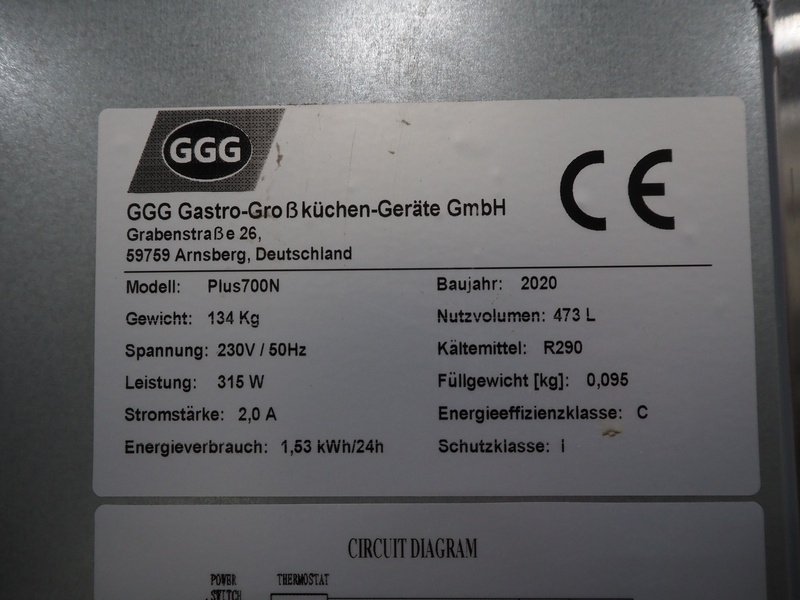 GGG
CE
GGG Gastro-Großküchen-Geräte GmbH
Grabenstraße 26,
59759 Arnsberg, Deutschland
Modell: Plus700N
Baujahr: 2020
Gewicht: 134 Kg
Nutzvolumen: 473 L
Spannung: 230V / 50Hz
Kältemittel: R290
Leistung: 315 W
Füllgewicht [kg]: 0,095
Stromstärke: 2,0 A
Energieeffizienzklasse: C
Energieverbrauch: 1,53 kWh/24h
Schutzklasse: I
CIRCUIT DIAGRAM
POWER THERMOSTAT
SWITCH